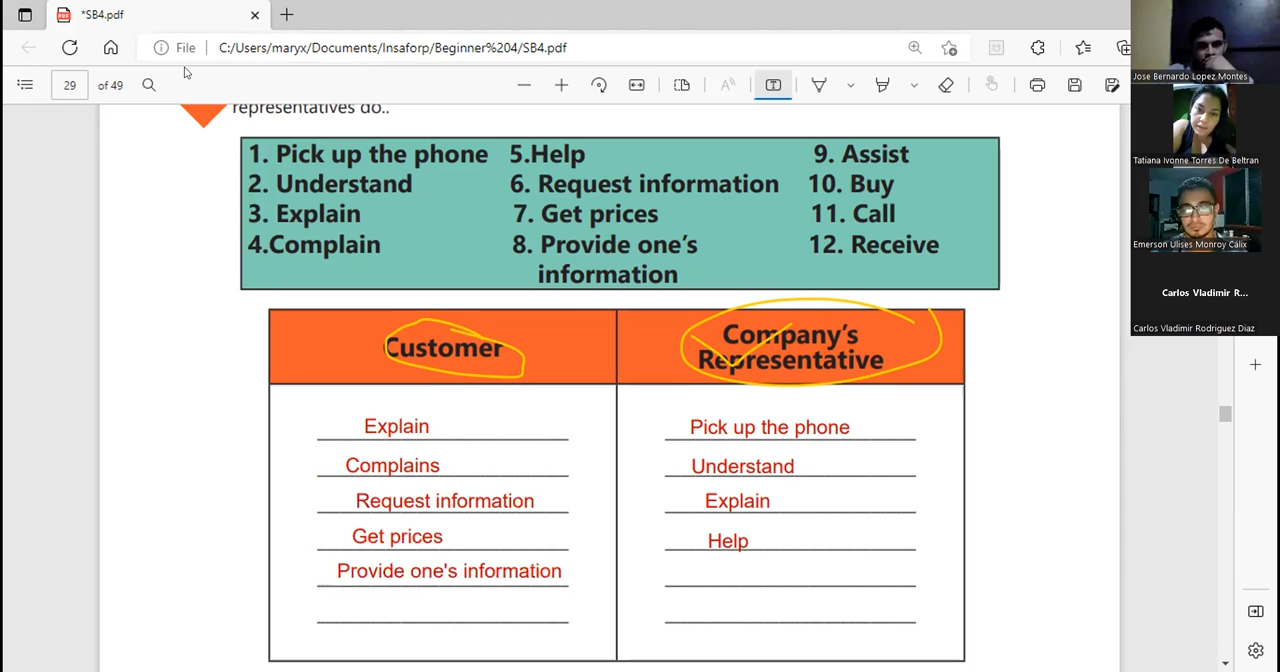 *SB4.pdf
File
C:/Users/maryx/Documents/Insaforp/Beginner%204/SB4.pdf
29 of 49
representatives do..
1. Pick up the phone
2. Understand
3. Explain
4.Complain
5.Help
6. Request information
7. Get prices
8. Provide one's
information
9. Assist
10. Buy
11. Call
12. Receive
Customer
Explain
Complains
Request information
Get prices
Provide one's information
Company's
Representative
Pick up the phone
Understand
Explain
Help
Jose Bernardo Lopez Montes
Tatiana Ivonne Torres De Beltran
Emerson Ulises Monroy Cálix
Carlos Vladimir R...
Carlos Vladimir Rodriguez Diaz